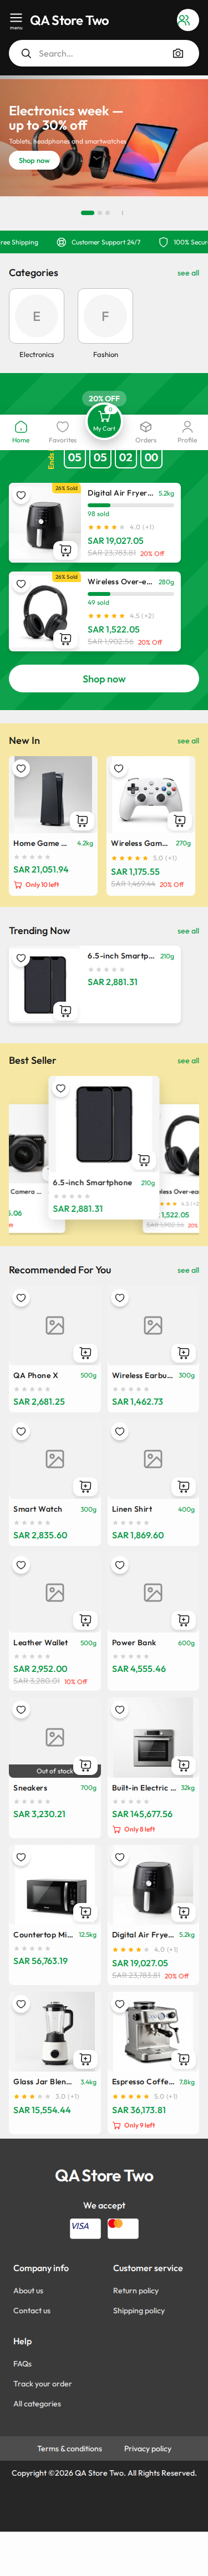 menu
QA Store Two
Search...
Electronics week —
up to 30% off
Tablets, headphones and smartwatches
Shop now
ree Shipping
Customer Support 24/7
100% Secur
Categories
see all
E
F
Electronics
Fashion
20% OFF
0
My Cart
Home
Favorites
Orders
Profile
Ends
05
05
02
00
26% Sold
Digital Air Fryer...
5.2kg
98 sold
4.0 (+1)
SAR 19,027.05
SAR 23,783.81
20% Off
26% Sold
Wireless Over-e...
280g
49 sold
4.5 (+2)
SAR 1,522.05
SAR 1,902.56
20% Off
Shop now
New In
see all
Home Game ...
4.2kg
SAR 21,051.94
Only 10 left
Wireless Gam...
270g
5.0 (+1)
SAR 1,175.55
SAR 1,469.44
20% Off
Trending Now
see all
6.5-inch Smartp...
210g
SAR 2,881.31
Best Seller
see all
Camera ...
5.06
6.5-inch Smartphone
210g
SAR 2,881.31
less Over-ea
4.5 (+2
1,522.05
SAR 1,902.56
20%
Recommended For You
see all
QA Phone X
500g
SAR 2,681.25
Wireless Earbu...
300g
SAR 1,462.73
Smart Watch
300g
SAR 2,835.60
Linen Shirt
400g
SAR 1,869.60
Leather Wallet
500g
SAR 2,952.00
SAR 3,280.01
10% Off
Power Bank
600g
SAR 4,555.46
Out of stock
Sneakers
700g
SAR 3,230.21
Built-in Electric ...
32kg
SAR 145,677.56
Only 8 left
Countertop Mi...
12.5kg
SAR 56,763.19
Digital Air Frye...
5.2kg
4.0 (+1)
SAR 19,027.05
SAR 23,783.81
20% Off
Glass Jar Blen...
3.4kg
3.0 (+1)
SAR 15,554.44
Espresso Coffe...
7.8kg
5.0 (+1)
SAR 36,173.81
Only 9 left
QA Store Two
We accept
VISA
Company info
Customer service
About us
Return policy
Contact us
Shipping policy
Help
FAQs
Track your order
All categories
Terms & conditions
Privacy policy
Copyright ©2026 QA Store Two. All Rights Reserved.